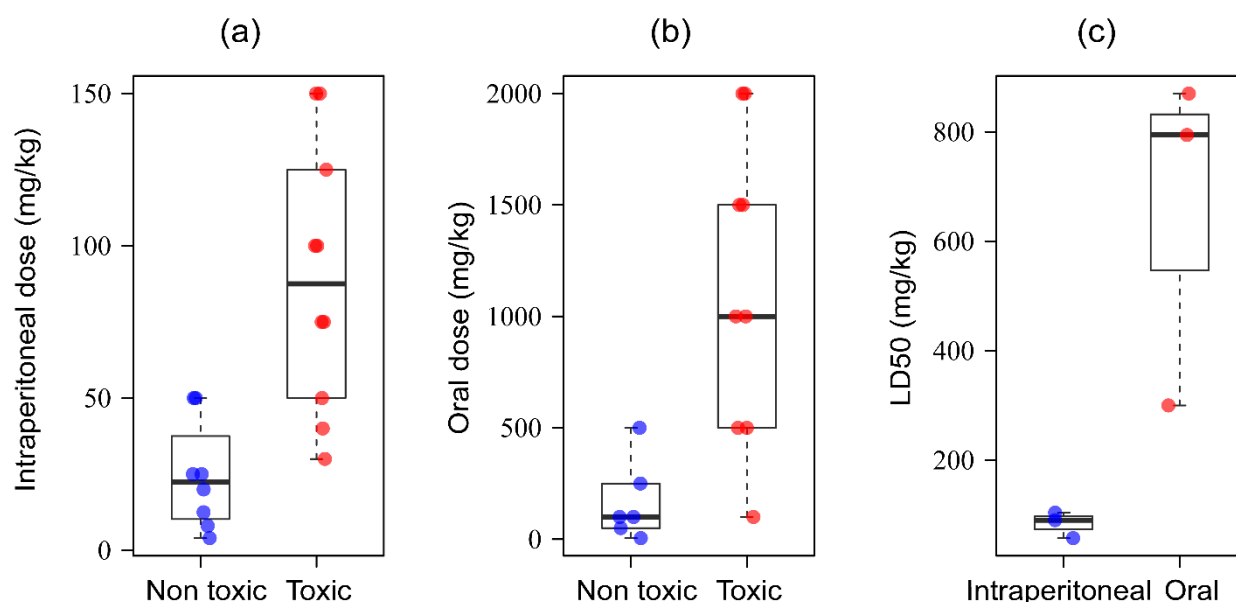 (a)
Intraperitoneal dose (mg/kg)
150
100
50
0
Non toxic Toxic
(b)
Oral dose (mg/kg)
2000
1500
1000
500
0
Non toxic Toxic
(c)
LD50 (mg/kg)
800
600
400
200
Intraperitoneal Oral